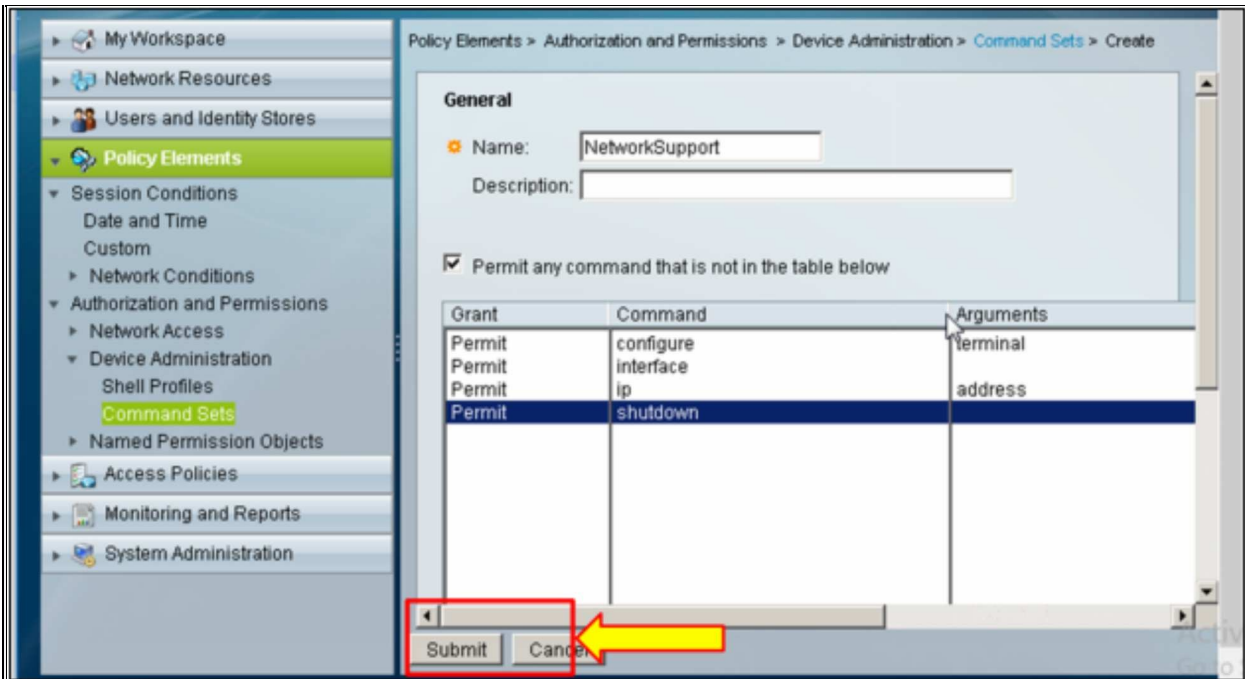 My Workspace
Network Resources
Users and Identity Stores
Policy Elements
Session Conditions
Date and Time
Custom
Network Conditions
Authorization and Permissions
Network Access
Device Administration
Shell Profiles
Command Sets
Named Permission Objects
Access Policies
Monitoring and Reports
System Administration
Policy Elements > Authorization and Permissions > Device Administration > Command Sets > Create
General
Name: NetworkSupport
Description:
Permit any command that is not in the table below
Grant Command Arguments
Permit configure terminal
Permit interface
Permit ip address
Permit shutdown
Submit Cancel
Activ
Go to